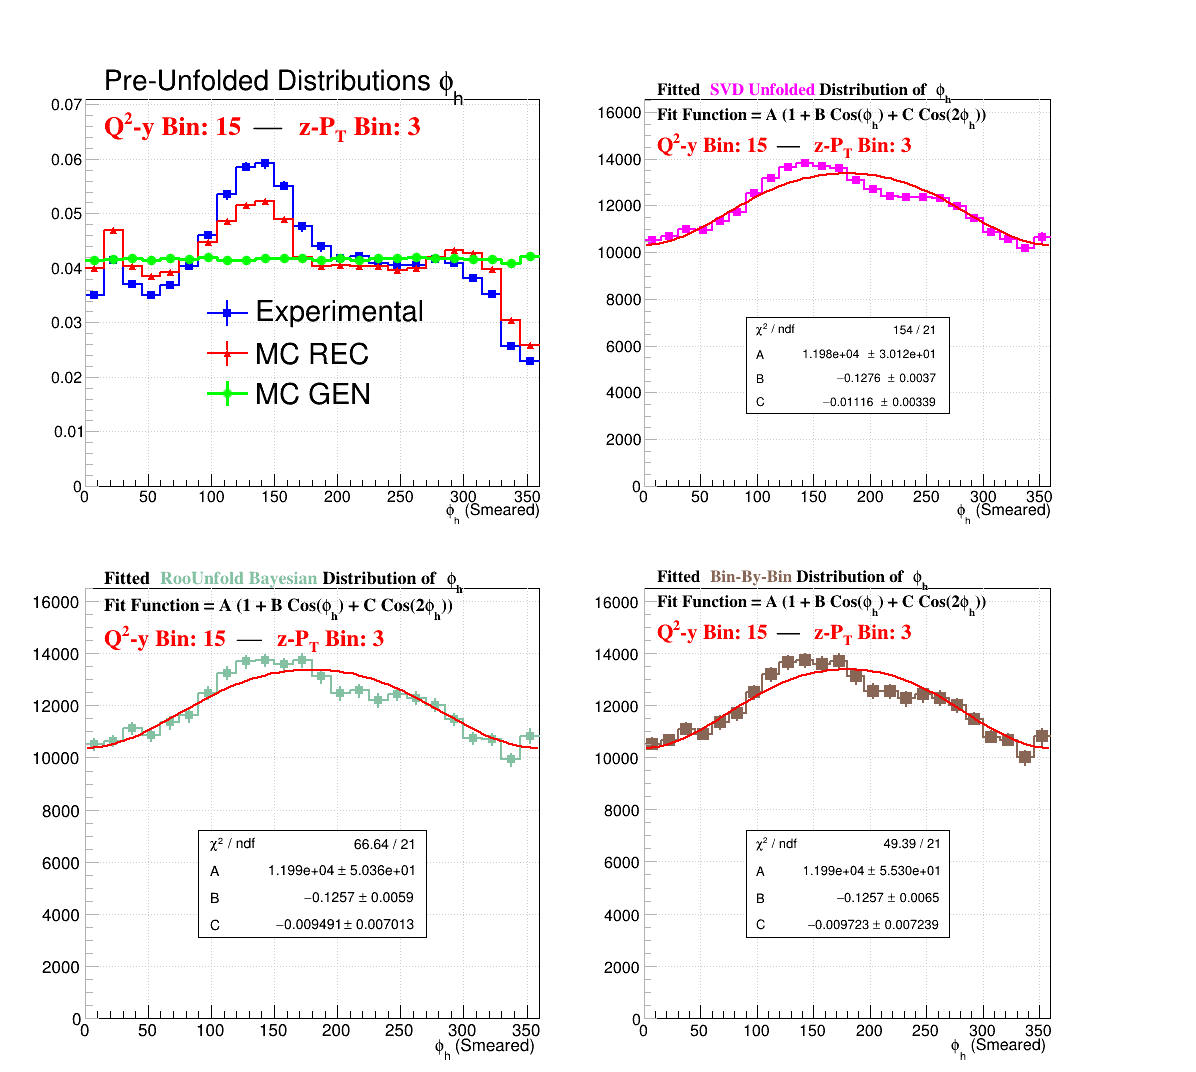 Pre-Unfolded Distributions ϕh
Q²-y Bin: 15 — z-PT Bin: 3
0.07
0.06
0.05
0.04
0.03
0.02
0.01
0
Experimental
MC REC
MC GEN
0 50 100 150 200 250 300 350
ϕh (Smeared)
Fitted SVD Unfolded Distribution of ϕh
Fit Function = A (1 + B Cos(ϕh) + C Cos(2ϕh))
Q²-y Bin: 15 — z-PT Bin: 3
16000
14000
12000
10000
8000
6000
4000
2000
0
χ² / ndf 154 / 21
A 1.198e+04 ± 3.012e+01
B −0.1276 ± 0.0037
C −0.01116 ± 0.00339
0 50 100 150 200 250 300 350
ϕh (Smeared)
Fitted RooUnfold Bayesian Distribution of ϕh
Fit Function = A (1 + B Cos(ϕh) + C Cos(2ϕh))
Q²-y Bin: 15 — z-PT Bin: 3
16000
14000
12000
10000
8000
6000
4000
2000
0
χ² / ndf 66.64 / 21
A 1.199e+04 ± 5.036e+01
B −0.1257 ± 0.0059
C −0.009491 ± 0.007013
0 50 100 150 200 250 300 350
ϕh (Smeared)
Fitted Bin-By-Bin Distribution of ϕh
Fit Function = A (1 + B Cos(ϕh) + C Cos(2ϕh))
Q²-y Bin: 15 — z-PT Bin: 3
16000
14000
12000
10000
8000
6000
4000
2000
0
χ² / ndf 49.39 / 21
A 1.199e+04 ± 5.530e+01
B −0.1257 ± 0.0065
C −0.009723 ± 0.007239
0 50 100 150 200 250 300 350
ϕh (Smeared)